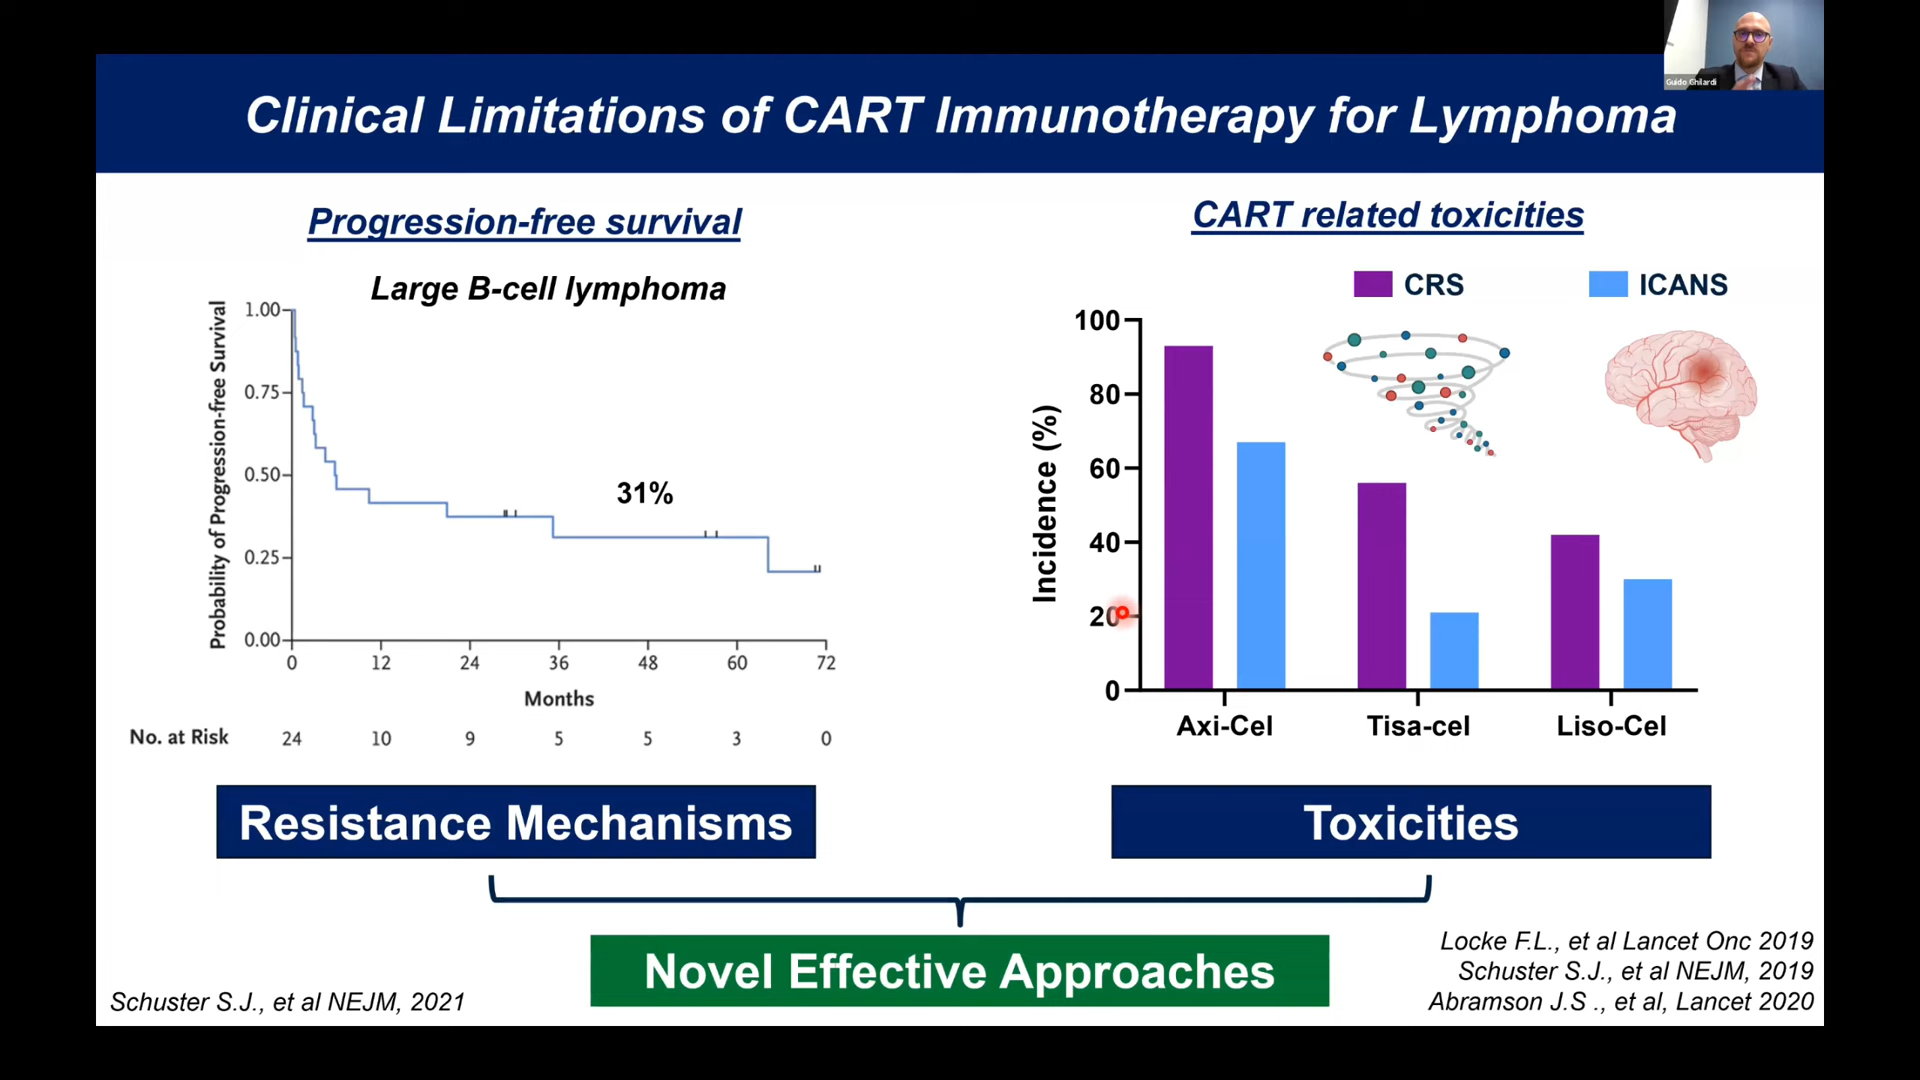 Guido Ghilardi
Clinical Limitations of CART Immunotherapy for Lymphoma
Progression-free survival
Large B-cell lymphoma
Probability of Progression-free Survival
1.00
0.75
0.50
0.25
0.00
31%
0 12 24 36 48 60 72
Months
No. at Risk 24 10 9 5 5 3 0
CART related toxicities
CRS ICANS
Incidence (%)
100
80
60
40
20
0
Axi-Cel Tisa-cel Liso-Cel
Resistance Mechanisms
Toxicities
Novel Effective Approaches
Schuster S.J., et al NEJM, 2021
Locke F.L., et al Lancet Onc 2019
Schuster S.J., et al NEJM, 2019
Abramson J.S ., et al, Lancet 2020